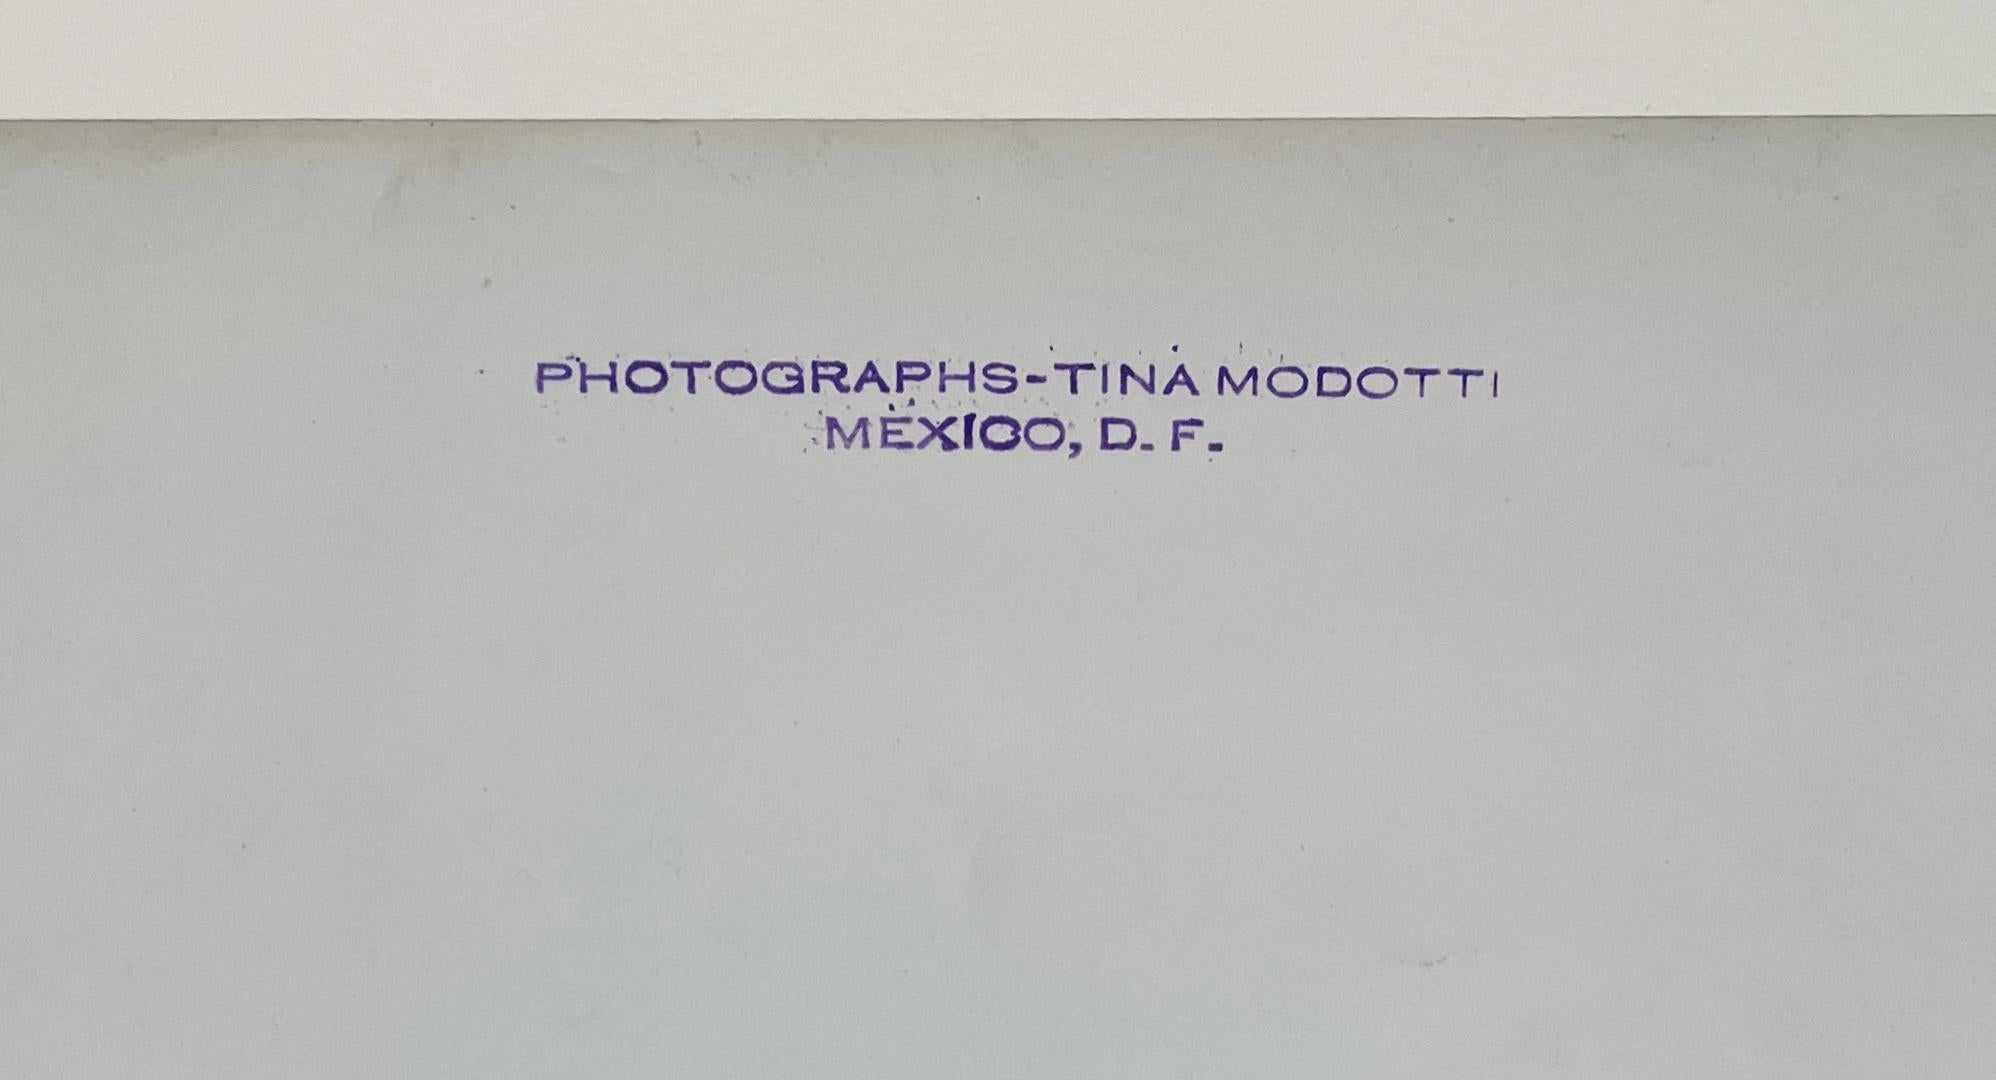 PHOTOGRAPHS-TINA MODOTTI
MEXICO, D. F.